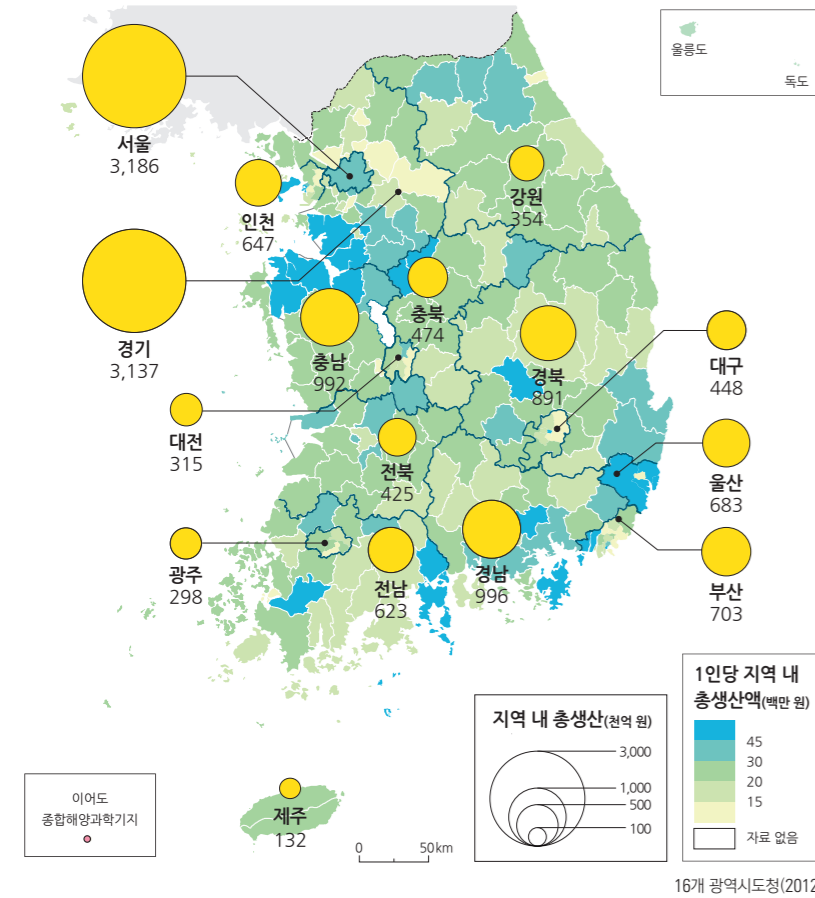 울릉도
독도
서울
3,186
인천
647
강원
354
경기
3,137
충남
992
충북
474
경북
891
대구
448
대전
315
전북
425
울산
683
광주
298
전남
623
경남
996
부산
703
제주
132
이어도
종합해양과학기지
0 50km
지역 내 총생산(천억 원)
3,000
1,000
500
100
1인당 지역 내
총생산액(백만 원)
45
30
20
15
자료 없음
16개 광역시도청(2012